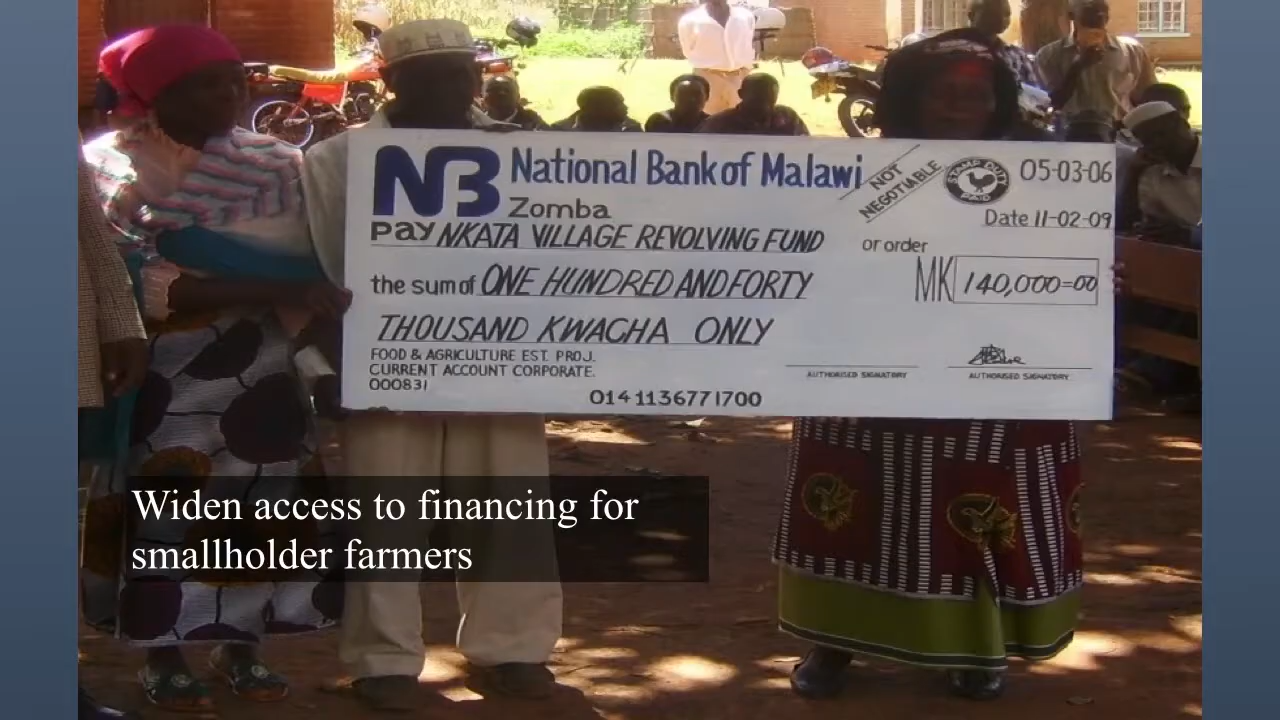 NB National Bank of Malawi
Zomba
NOT NEGOTIABLE
STAMP DUTY PAID
05-03-06
Date 11-02-09
PAY NKATA VILLAGE REVOLVING FUND or order
the sum of ONE HUNDRED AND FORTY
MK 140,000=00
THOUSAND KWACHA ONLY
FOOD & AGRICULTURE EST. PROJ.
CURRENT ACCOUNT CORPORATE.
000831
AUTHORISED SIGNATORY AUTHORISED SIGNATORY
014 1136771700
Widen access to financing for
smallholder farmers